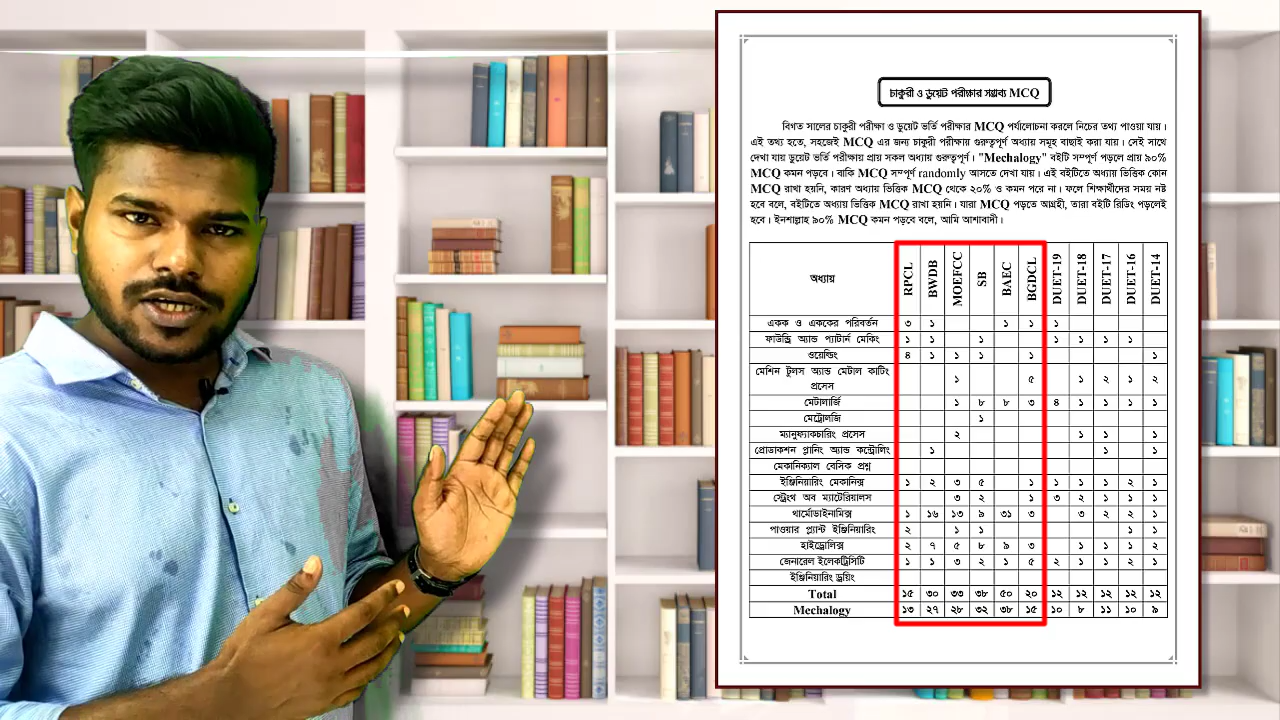 চাকুরী ও ডুয়েট পরীক্ষার সম্ভাব্য MCQ
বিগত সালের চাকুরী পরীক্ষা ও ডুয়েট ভর্তি পরীক্ষার MCQ পর্যালোচনা করলে নিচের তথ্য পাওয়া যায়।
এই তথ্য হতে, সহজেই MCQ এর জন্য চাকুরী পরীক্ষায় গুরুত্বপূর্ণ অধ্যায় সমূহ বাছাই করা যায়। সেই সাথে
দেখা যায় ডুয়েট ভর্তি পরীক্ষায় প্রায় সকল অধ্যায় গুরুত্বপূর্ণ। "Mechalogy" বইটি সম্পূর্ণ পড়লে প্রায় ৯০%
MCQ কমন পড়বে। বাকি MCQ সম্পূর্ণ randomly আসতে দেখা যায়। এই বইটিতে অধ্যায় ভিত্তিক কোন
MCQ রাখা হয়নি, কারণ অধ্যায় ভিত্তিক MCQ থেকে ২০% ও কমন পরে না। ফলে শিক্ষার্থীদের সময় নষ্ট
হবে বলে, বইটিতে অধ্যায় ভিত্তিক MCQ রাখা হয়নি। যারা MCQ পড়তে আগ্রহী, তারা বইটি রিডিং পড়লেই
হবে। ইনশাল্লাহ ৯০% MCQ কমন পড়বে বলে, আমি আশাবাদী।
অধ্যায় RPCL BWDB MOEFCC SB BAEC BGDCL DUET-19 DUET-18 DUET-17 DUET-16 DUET-14
একক ও এককের পরিবর্তন ৩ ১ ১ ১ ১
ফাউন্ড্রি অ্যান্ড প্যাটার্ন মেকিং ১ ১ ১ ১ ১ ১ ১
ওয়েল্ডিং ৪ ১ ১ ১ ১ ১
মেশিন টুলস অ্যান্ড মেটাল কাটিং
প্রসেস ১ ৫ ১ ২ ১ ২
মেটালার্জি ১ ৮ ৮ ৩ ৪ ১ ১ ১ ১
মেট্রোলজি ১
ম্যানুফ্যাকচারিং প্রসেস ২ ১ ১ ১
প্রোডাকশন প্লানিং অ্যান্ড কন্ট্রোলিং ১ ১ ১
মেকানিক্যাল বেসিক প্রশ্ন
ইঞ্জিনিয়ারিং মেকানিক্স ১ ২ ৩ ৫ ১ ১ ১ ১ ২ ১
স্ট্রেংথ অব ম্যাটেরিয়ালস ৩ ২ ১ ৩ ২ ১ ১ ১
থার্মোডাইনামিক্স ১ ১৬ ১৩ ৯ ৩১ ৩ ৩ ২ ২ ১
পাওয়ার প্ল্যান্ট ইঞ্জিনিয়ারিং ২ ১ ১ ১ ১
হাইড্রোলিক্স ২ ৭ ৫ ৮ ৯ ৩ ১ ১ ১ ২
জেনারেল ইলেকট্রিসিটি ১ ১ ৩ ২ ১ ৫ ২ ১ ১ ২ ১
ইঞ্জিনিয়ারিং ড্রয়িং
Total ১৫ ৩০ ৩৩ ৩৮ ৫০ ২০ ১২ ১২ ১২ ১২ ১২
Mechalogy ১৩ ২৭ ২৮ ৩২ ৩৮ ১৫ ১০ ৮ ১১ ১০ ৯